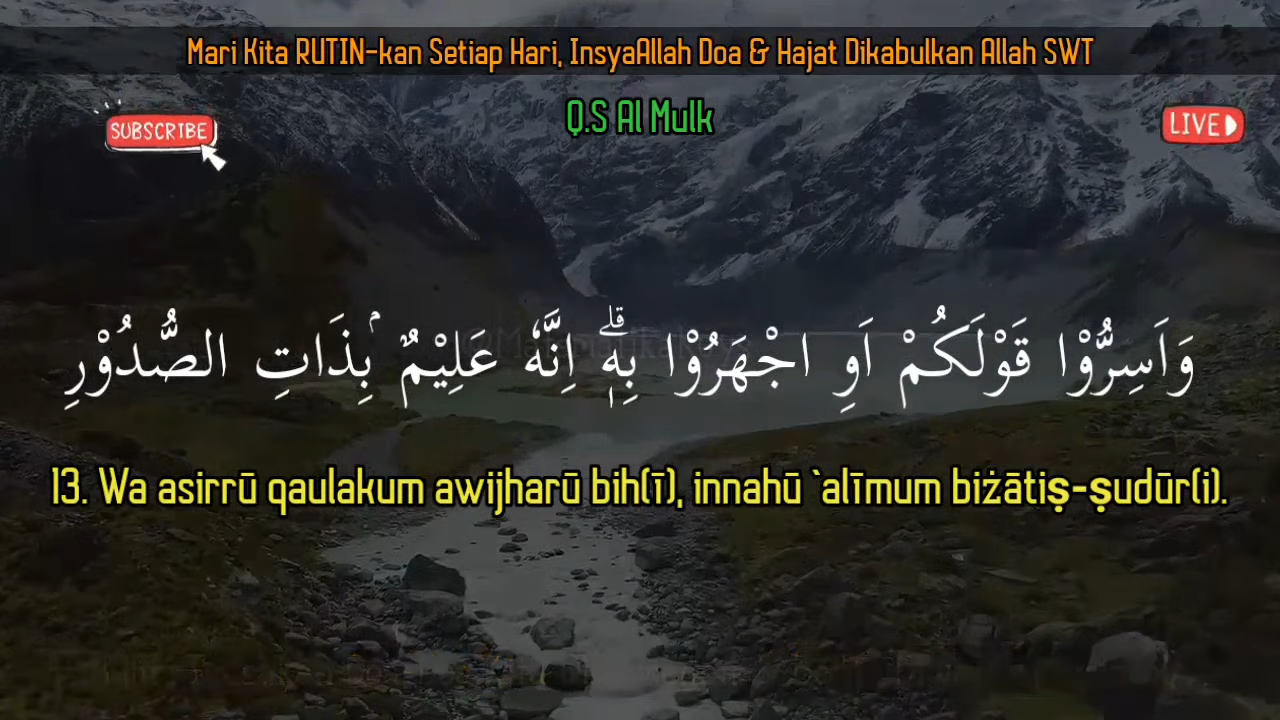 Mari Kita RUTIN-kan Setiap Hari, InsyaAllah Doa & Hajat Dikabulkan Allah SWT
Q.S Al Mulk
SUBSCRIBE
LIVE
وَاَسِرُّوْا قَوْلَكُمْ اَوِ اجْهَرُوْا بِهٖۗ اِنَّهٗ عَلِيْمٌ ۢبِذَاتِ الصُّدُوْرِ
13. Wa asirrū qaulakum awijharū bih(ī), innahū `alīmum biżātiṣ-ṣudūr(i).